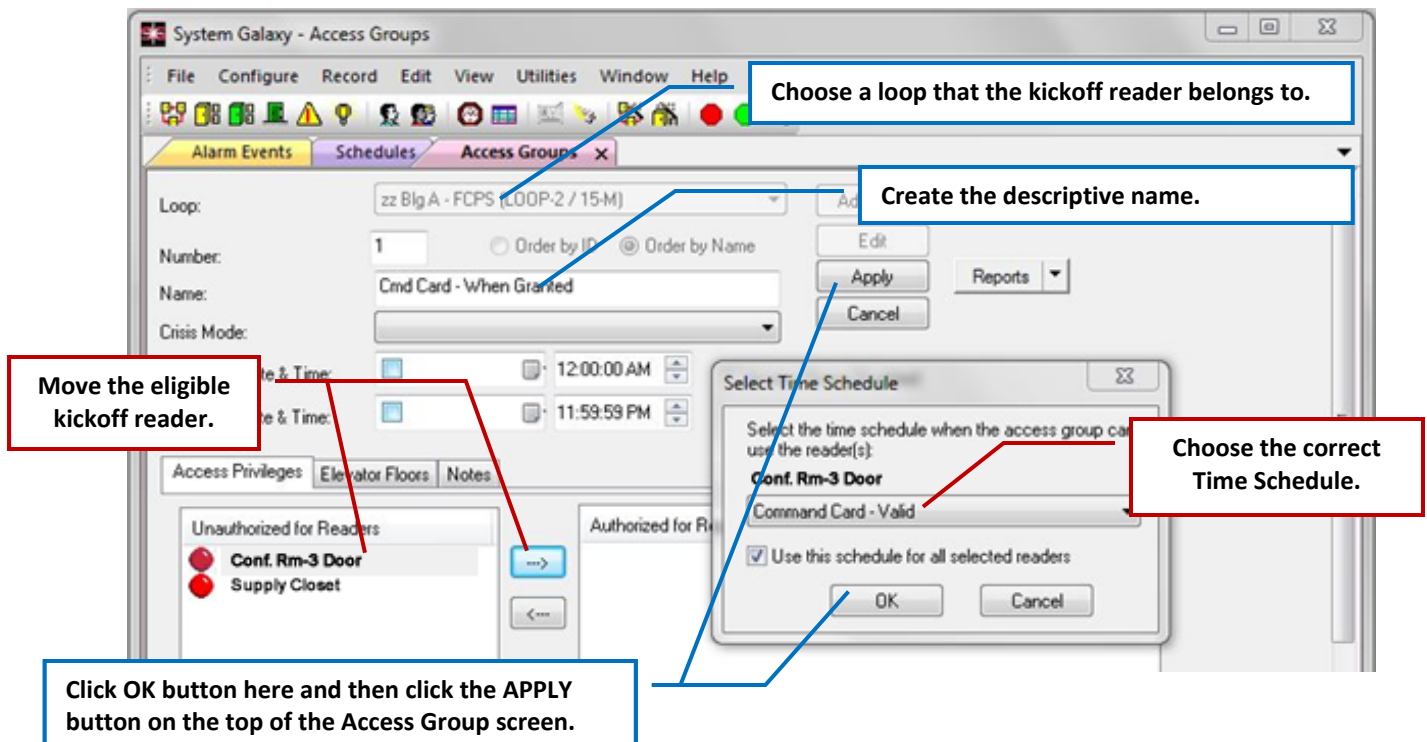 System Galaxy - Access Groups
File Configure Record Edit View Utilities Window Help
Choose a loop that the kickoff reader belongs to.
Alarm Events Schedules Access Groups x
Loop: zz Blg A - FCPS (LOOP-2 / 15-M) Ad
Create the descriptive name.
Number: 1 Order by ID Order by Name Edit
Name: Cmd Card - When Granted Apply Reports
Crisis Mode: Cancel
te & Time: 12:00:00 AM
te & Time: 11:59:59 PM
Move the eligible
kickoff reader.
Select Time Schedule
Select the time schedule when the access group can
use the reader(s):
Conf. Rm-3 Door
Command Card - Valid
Use this schedule for all selected readers
OK Cancel
Choose the correct
Time Schedule.
Access Privileges Elevator Floors Notes
Unauthorized for Readers Authorized for Re
Conf. Rm-3 Door --->
Supply Closet
<---
Click OK button here and then click the APPLY
button on the top of the Access Group screen.